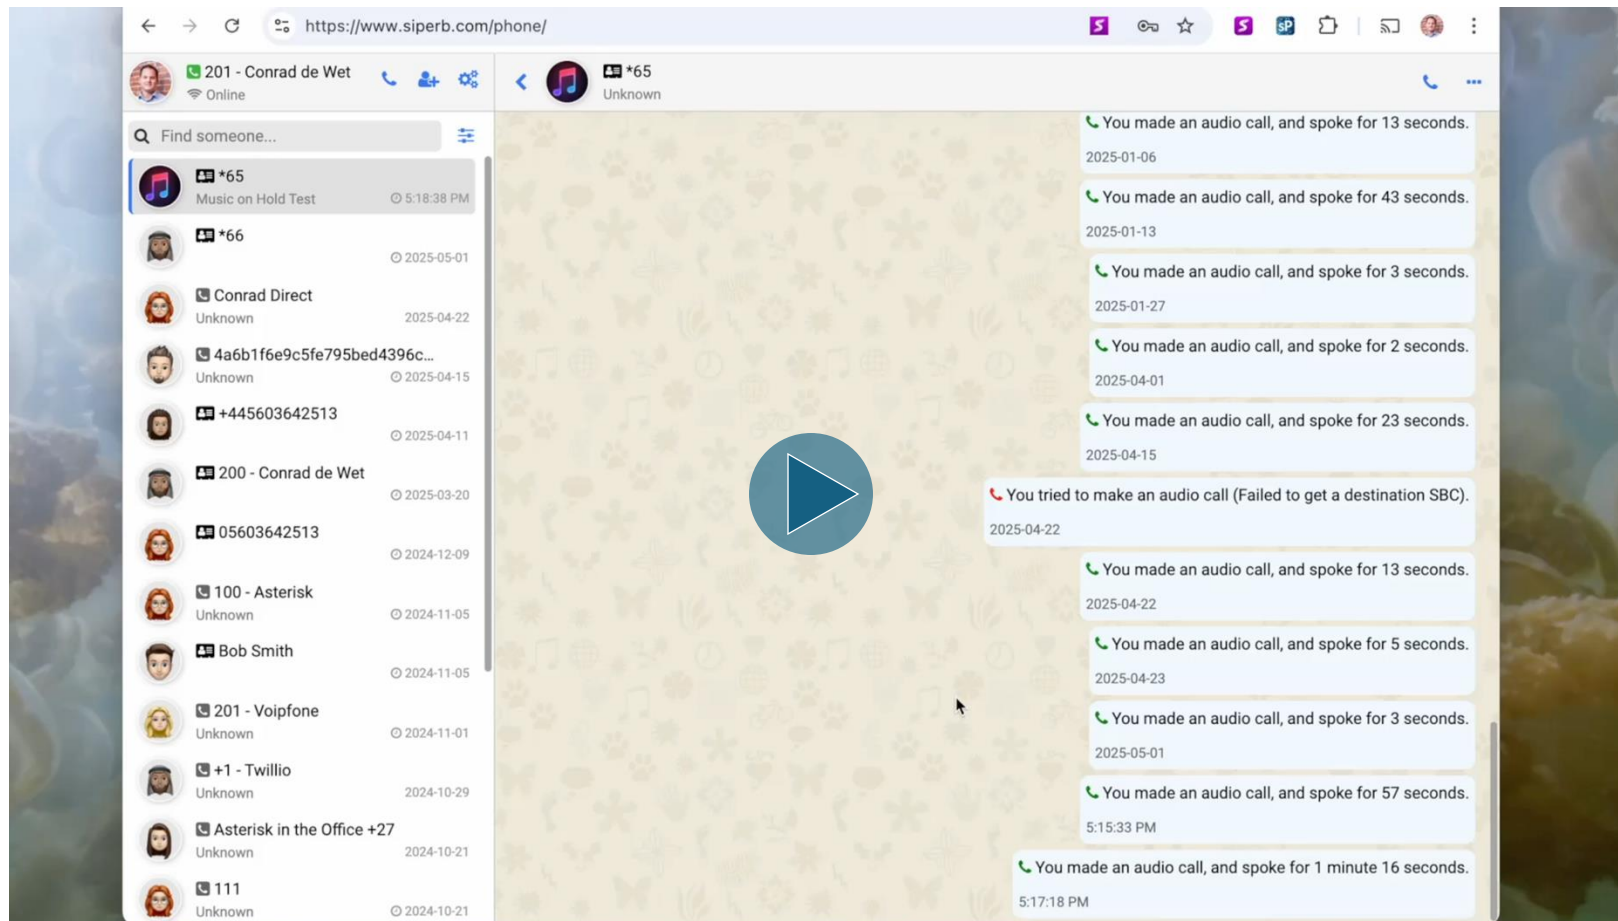 https://www.siperb.com/phone/
201 - Conrad de Wet
Online
Find someone...
*65
Music on Hold Test
5:18:38 PM
*66
2025-05-01
Conrad Direct
Unknown
2025-04-22
4a6b1f6e9c5fe795bed4396c...
Unknown
2025-04-15
+445603642513
2025-04-11
200 - Conrad de Wet
2025-03-20
05603642513
2024-12-09
100 - Asterisk
Unknown
2024-11-05
Bob Smith
2024-11-05
201 - Voipfone
Unknown
2024-11-01
+1 - Twillio
Unknown
2024-10-29
Asterisk in the Office +27
Unknown
2024-10-21
111
Unknown
2024-10-21
*65
Unknown
You made an audio call, and spoke for 13 seconds.
2025-01-06
You made an audio call, and spoke for 43 seconds.
2025-01-13
You made an audio call, and spoke for 3 seconds.
2025-01-27
You made an audio call, and spoke for 2 seconds.
2025-04-01
You made an audio call, and spoke for 23 seconds.
2025-04-15
You tried to make an audio call (Failed to get a destination SBC).
2025-04-22
You made an audio call, and spoke for 13 seconds.
2025-04-22
You made an audio call, and spoke for 5 seconds.
2025-04-23
You made an audio call, and spoke for 3 seconds.
2025-05-01
You made an audio call, and spoke for 57 seconds.
5:15:33 PM
You made an audio call, and spoke for 1 minute 16 seconds.
5:17:18 PM